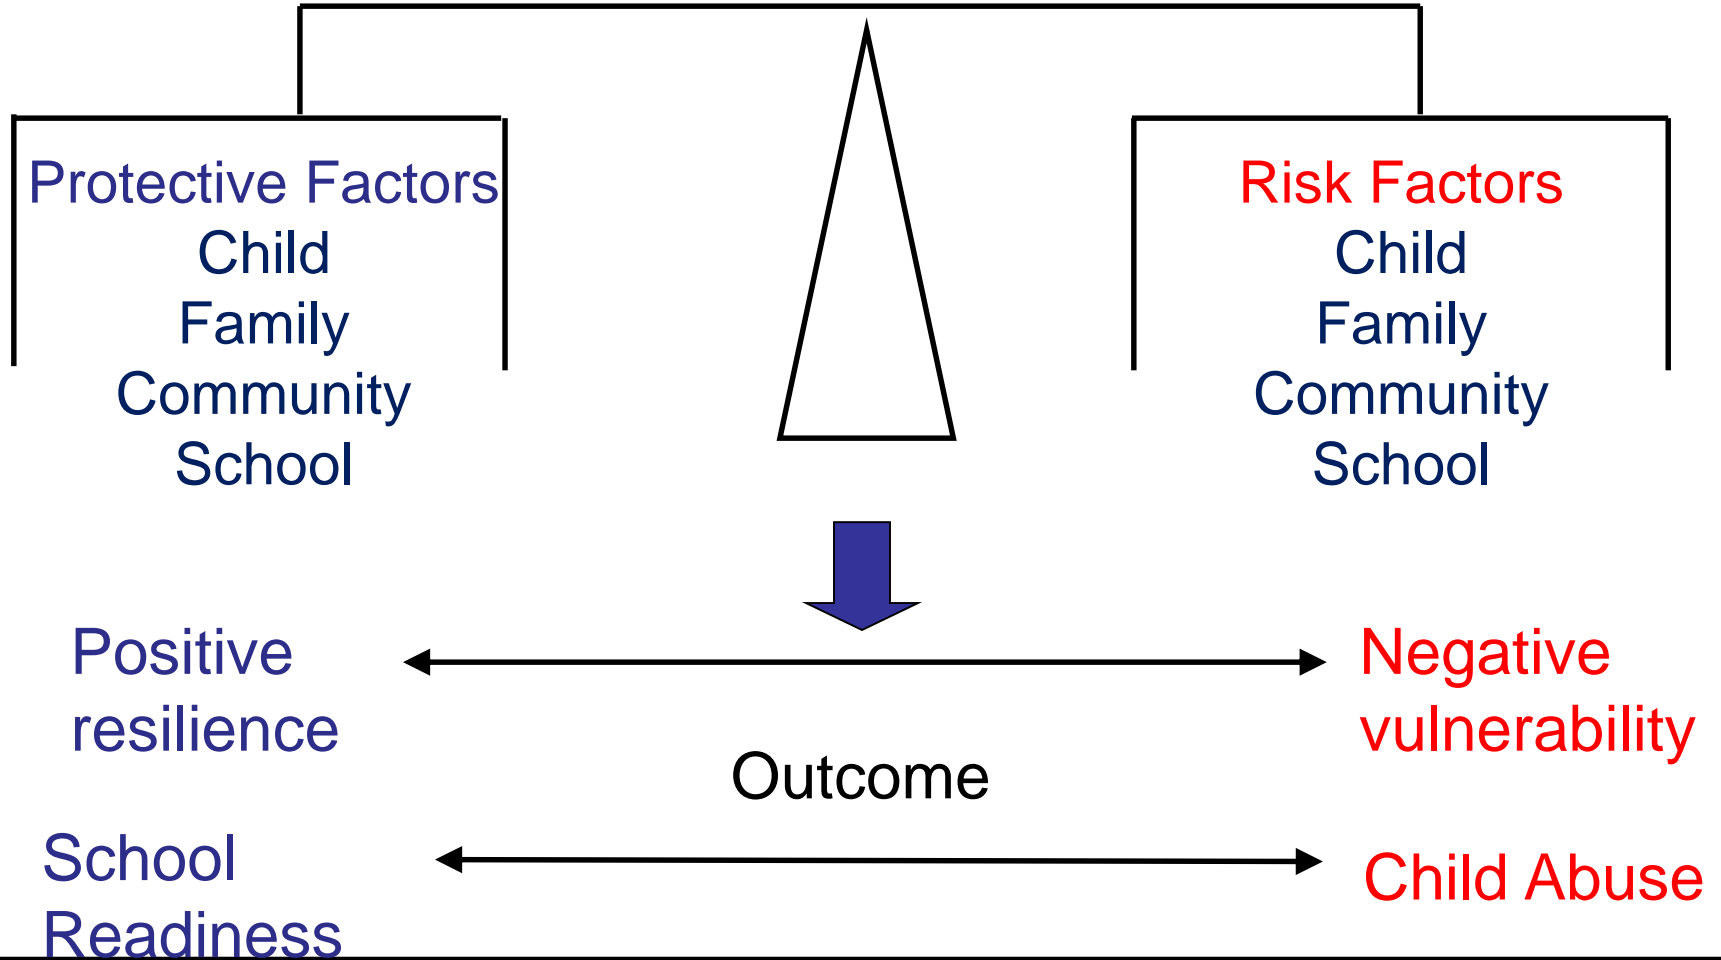 Protective Factors
Child
Family
Community
School
Risk Factors
Child
Family
Community
School
Positive
resilience
Negative
vulnerability
Outcome
School
Readiness
Child Abuse